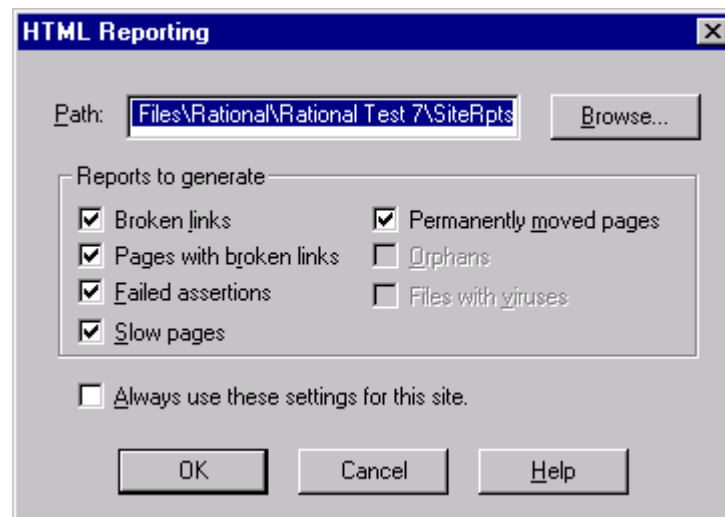 HTML Reporting
Path: Files\Rational\Rational Test 7\SiteRpts Browse...
Reports to generate
Broken links Permanently moved pages
Pages with broken links Orphans
Failed assertions Files with viruses
Slow pages
Always use these settings for this site.
OK Cancel Help